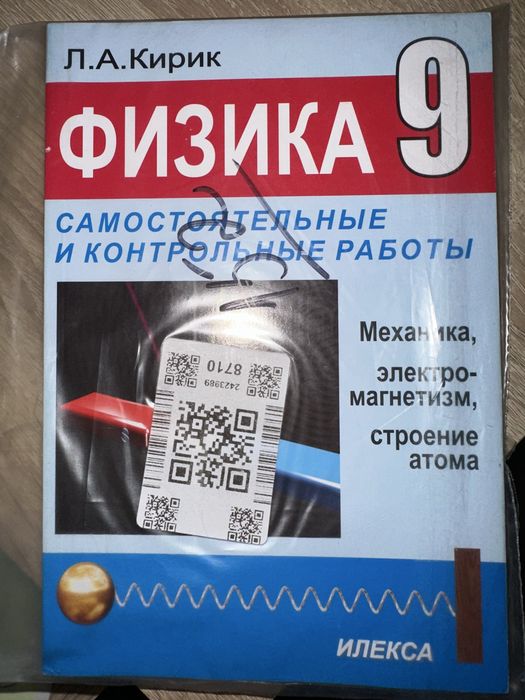 Л.А.Кирик
9
ФИЗИКА
САМОСТОЯТЕЛЬНЫЕ
И КОНТРОЛЬНЫЕ РАБОТЫ
Механика,
электро-
магнетизм,
строение
атома
2423989
8710
ИЛЕКСА